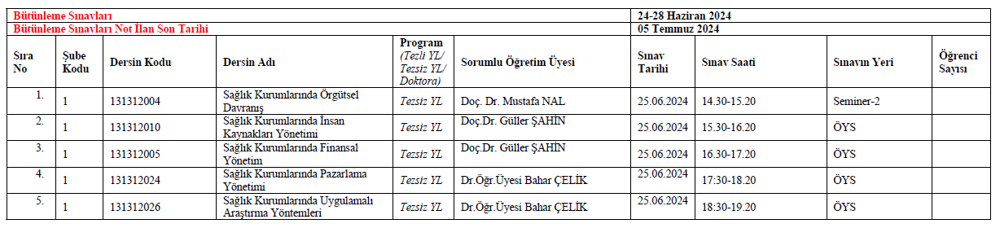 Bütünleme Sınavları 24-28 Haziran 2024
Bütünleme Sınavları Not İlan Son Tarihi 05 Temmuz 2024
Sıra No Şube Kodu Dersin Kodu Dersin Adı Program (Tezli YL/ Tezsiz YL/ Doktora) Sorumlu Öğretim Üyesi Sınav Tarihi Sınav Saati Sınavın Yeri Öğrenci Sayısı
1. 1 131312004 Sağlık Kurumlarında Örgütsel Davranış Tezsiz YL Doç. Dr. Mustafa NAL 25.06.2024 14.30-15.20 Seminer-2
2. 1 131312010 Sağlık Kurumlarında İnsan Kaynakları Yönetimi Tezsiz YL Doç.Dr. Güller ŞAHİN 25.06.2024 15.30-16.20 ÖYS
3. 1 131312005 Sağlık Kurumlarında Finansal Yönetim Tezsiz YL Doç.Dr. Güller ŞAHİN 25.06.2024 16.30-17.20 ÖYS
4. 1 131312024 Sağlık Kurumlarında Pazarlama Yönetimi Tezsiz YL Dr.Öğr.Üyesi Bahar ÇELİK 25.06.2024 17:30-18.20 ÖYS
5. 1 131312026 Sağlık Kurumlarında Uygulamalı Araştırma Yöntemleri Tezsiz YL Dr.Öğr.Üyesi Bahar ÇELİK 25.06.2024 18:30-19.20 ÖYS